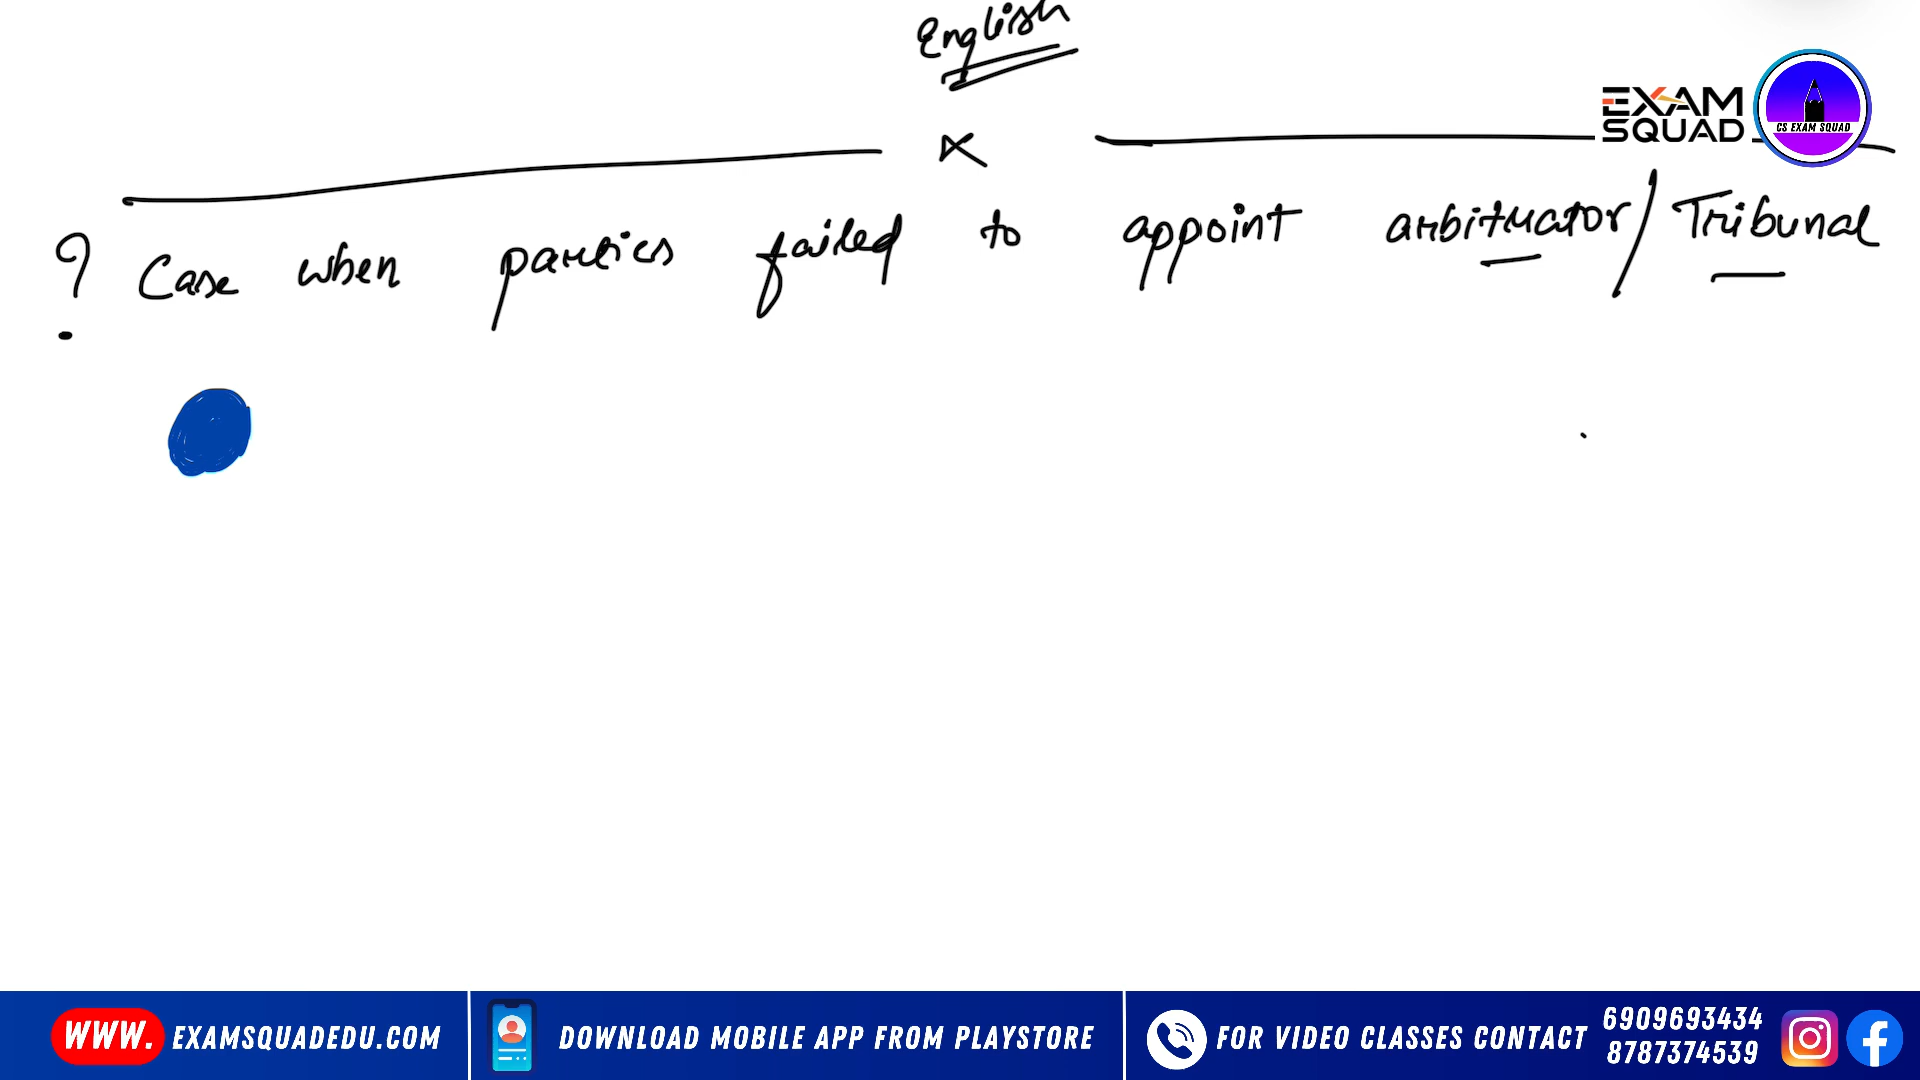 English
EXAM
SQUAD
CS EXAM SQUAD
? Case when parties failed to appoint arbitrator/Tribunal
WWW. EXAMSQUADEDU.COM
DOWNLOAD MOBILE APP FROM PLAYSTORE
FOR VIDEO CLASSES CONTACT
6909693434
8787374539